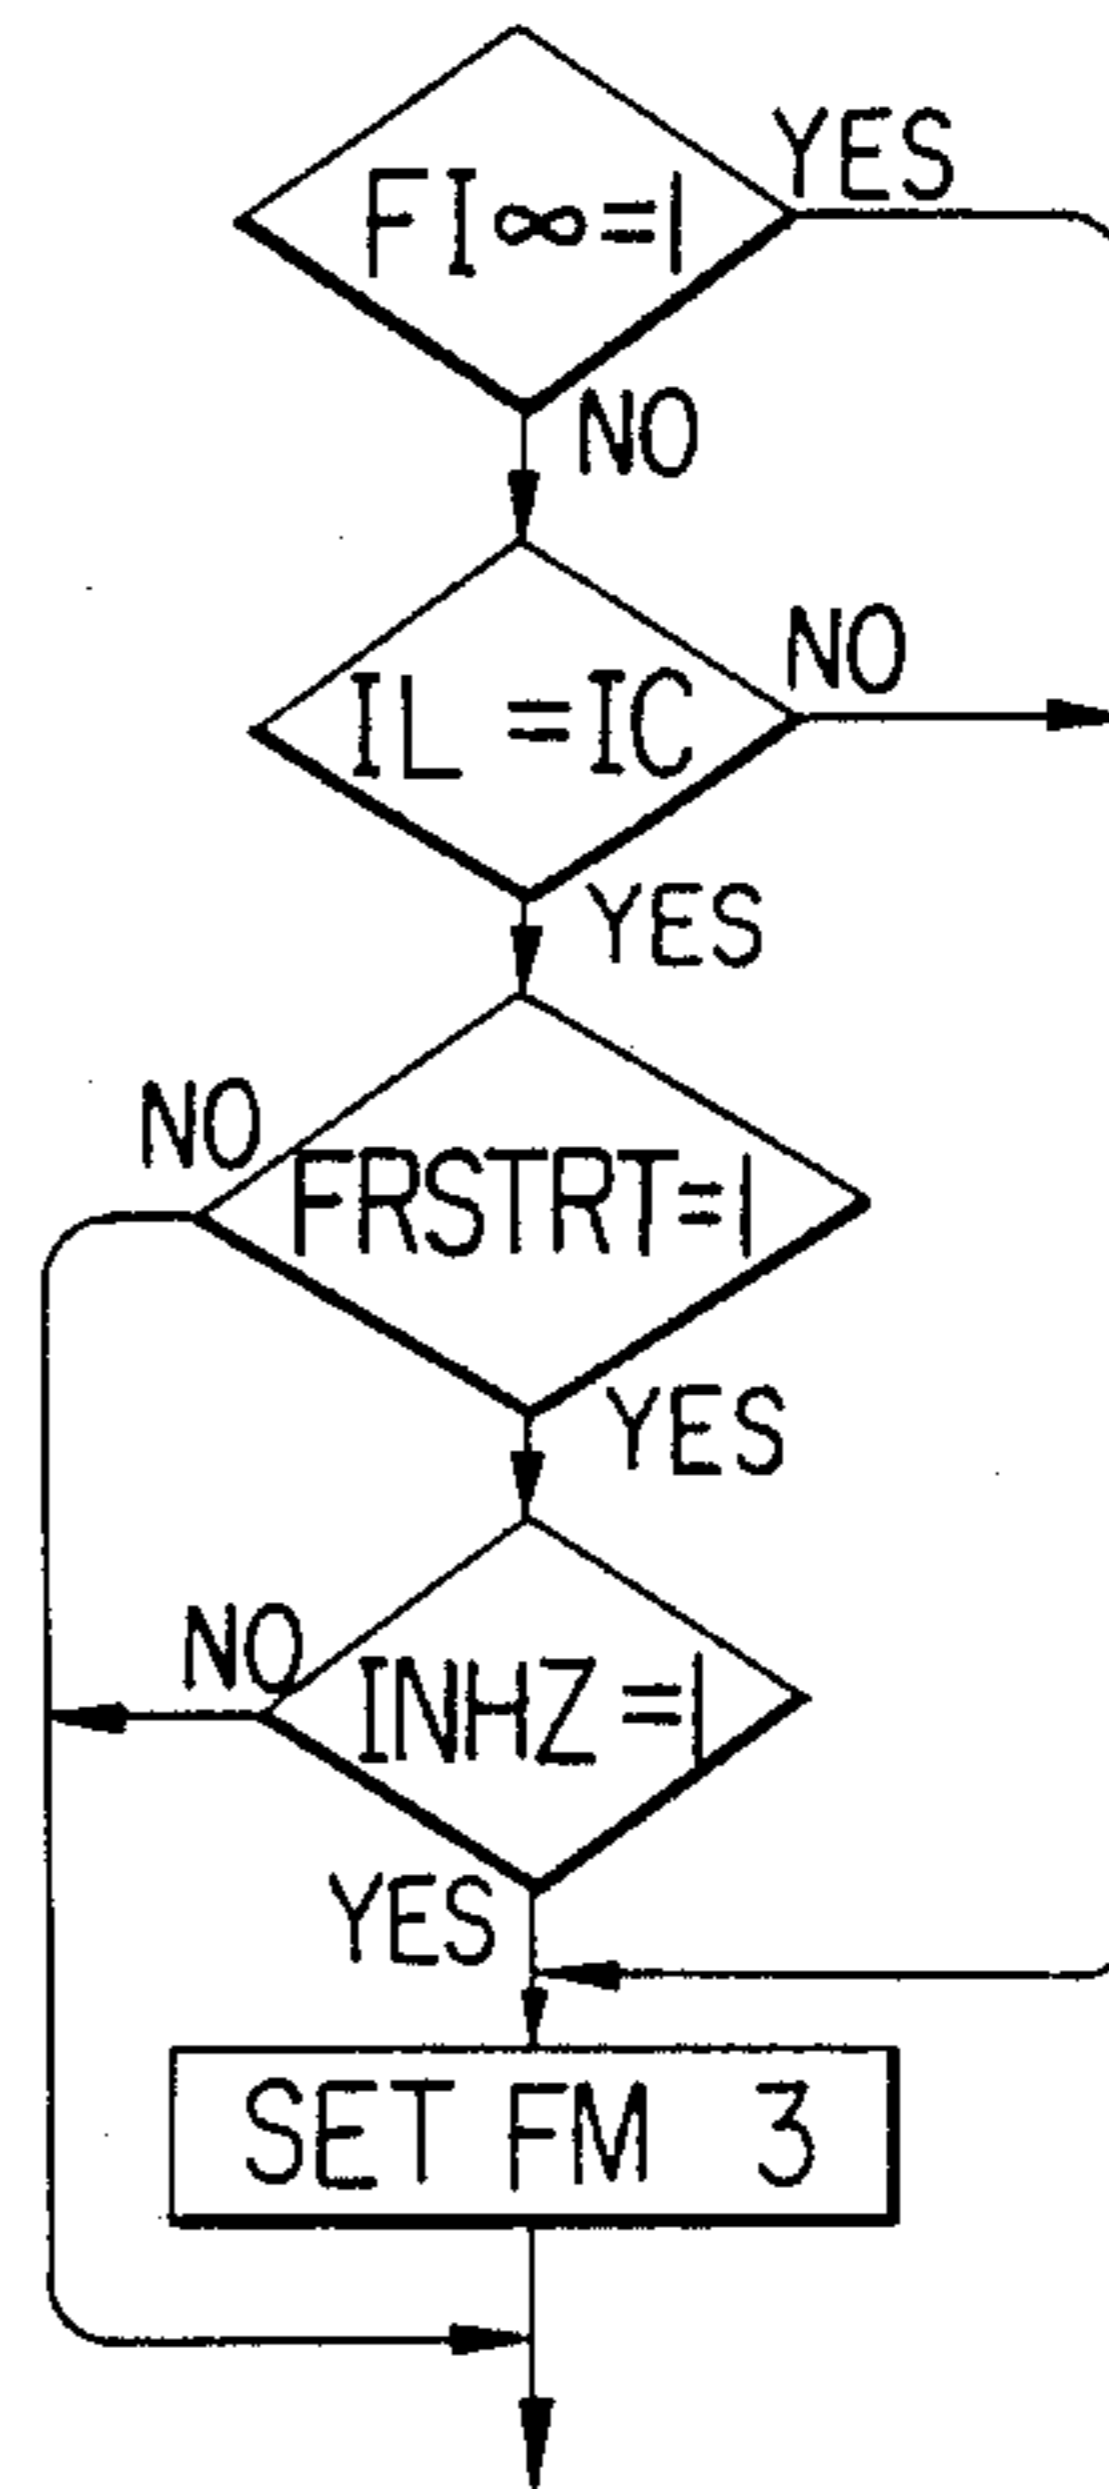 YES
FI∞=1
NO
NO
IL =IC
YES
NO
FRSTRT=1
YES
NO
INHZ=1
YES
SET FM 3